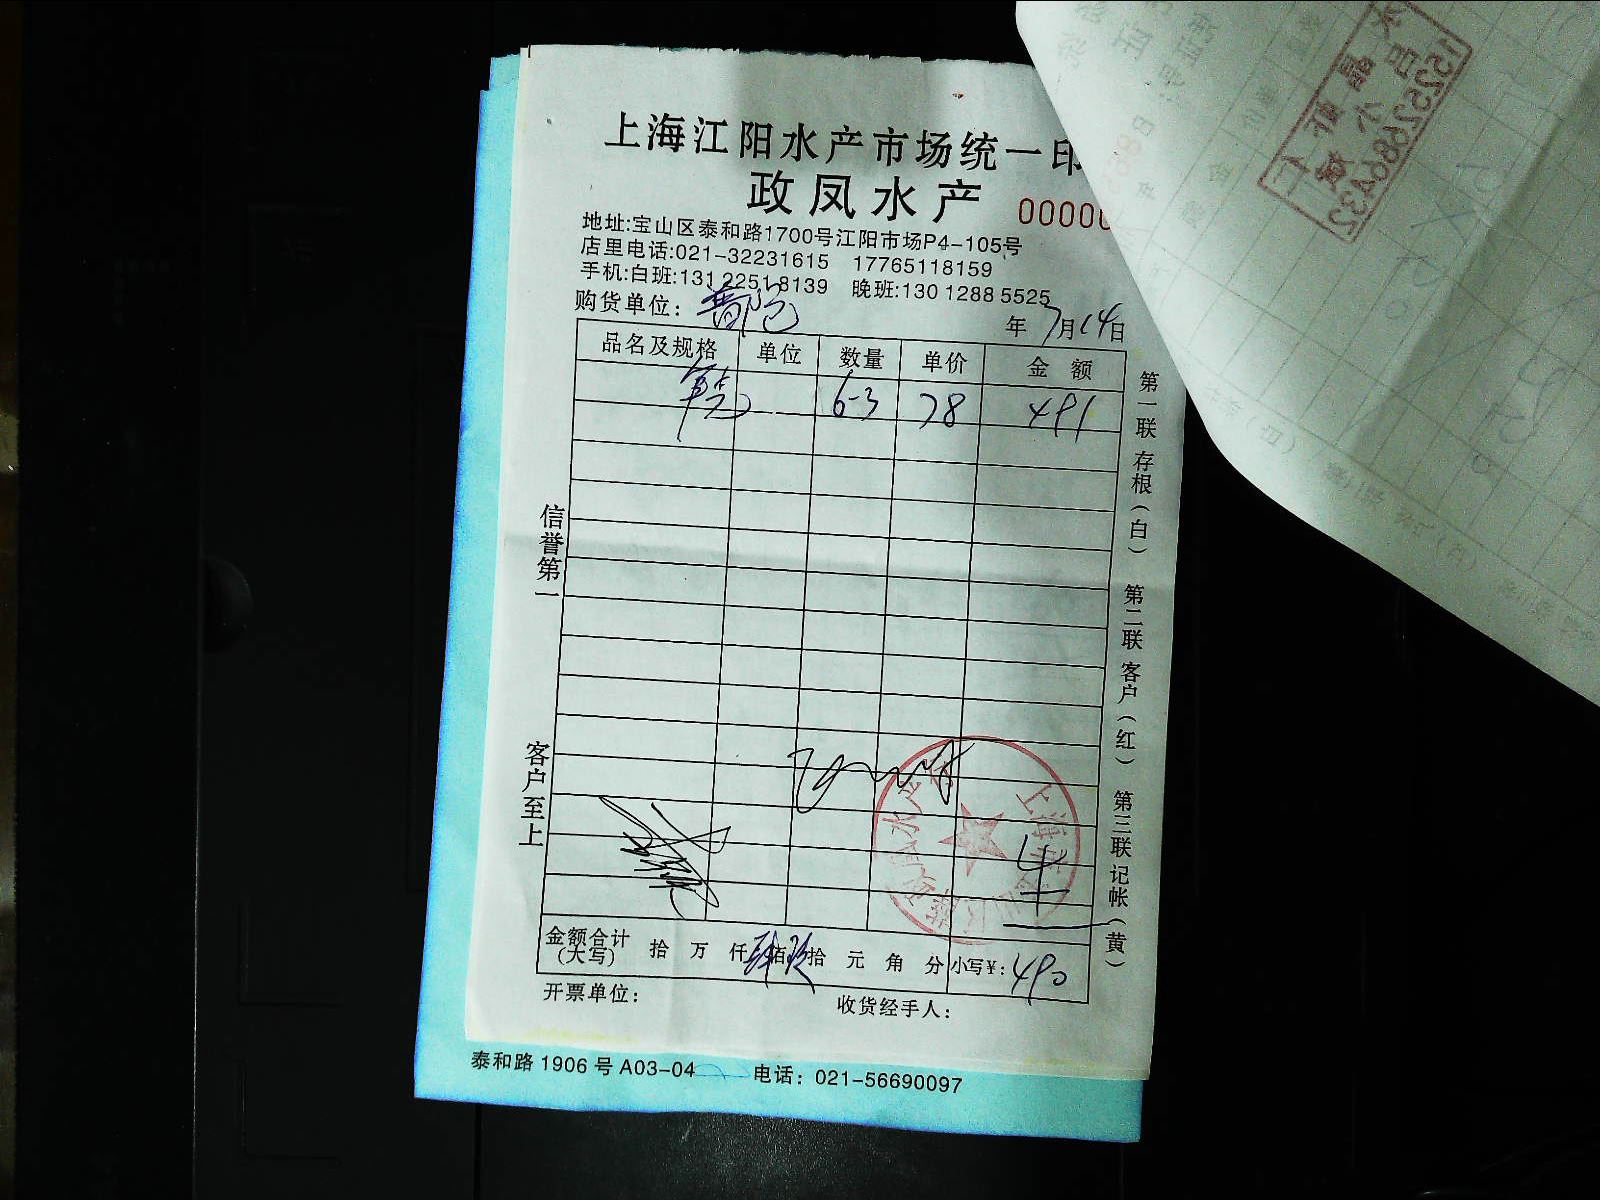 上海江阳水产市场统一印
政凤水产 00000
地址:宝山区泰和路1700号江阳市场P4-105号
店里电话:021-32231615 17765118159
手机:白班:131 2251 8139 晚班:130 1288 5525
购货单位: 年 7月14日
品名及规格 单位 数量 单价 金额
6-3 78 491
信誉第一
客户至上
第一联 存根(白) 第二联 客户(红) 第三联 记帐(黄)
金额合计(大写) 拾 万 仟 肆佰 玖拾 元 角 分 小写¥: 490
开票单位: 收货经手人:
泰和路 1906 号 A03-04 电话: 021-56690097
15252686432